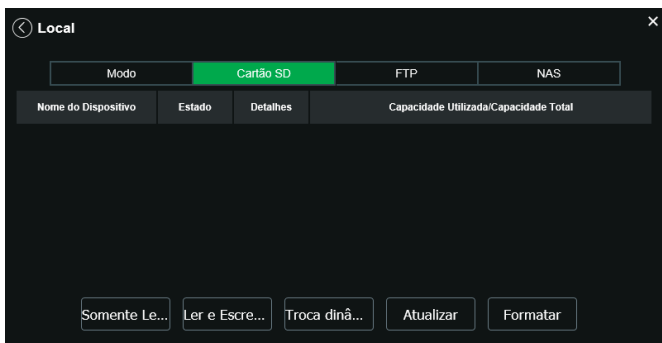 Local
Modo Cartão SD FTP NAS
Nome do Dispositivo Estado Detalhes Capacidade Utilizada/Capacidade Total
Somente Le... Ler e Escre... Troca dinâ... Atualizar Formatar